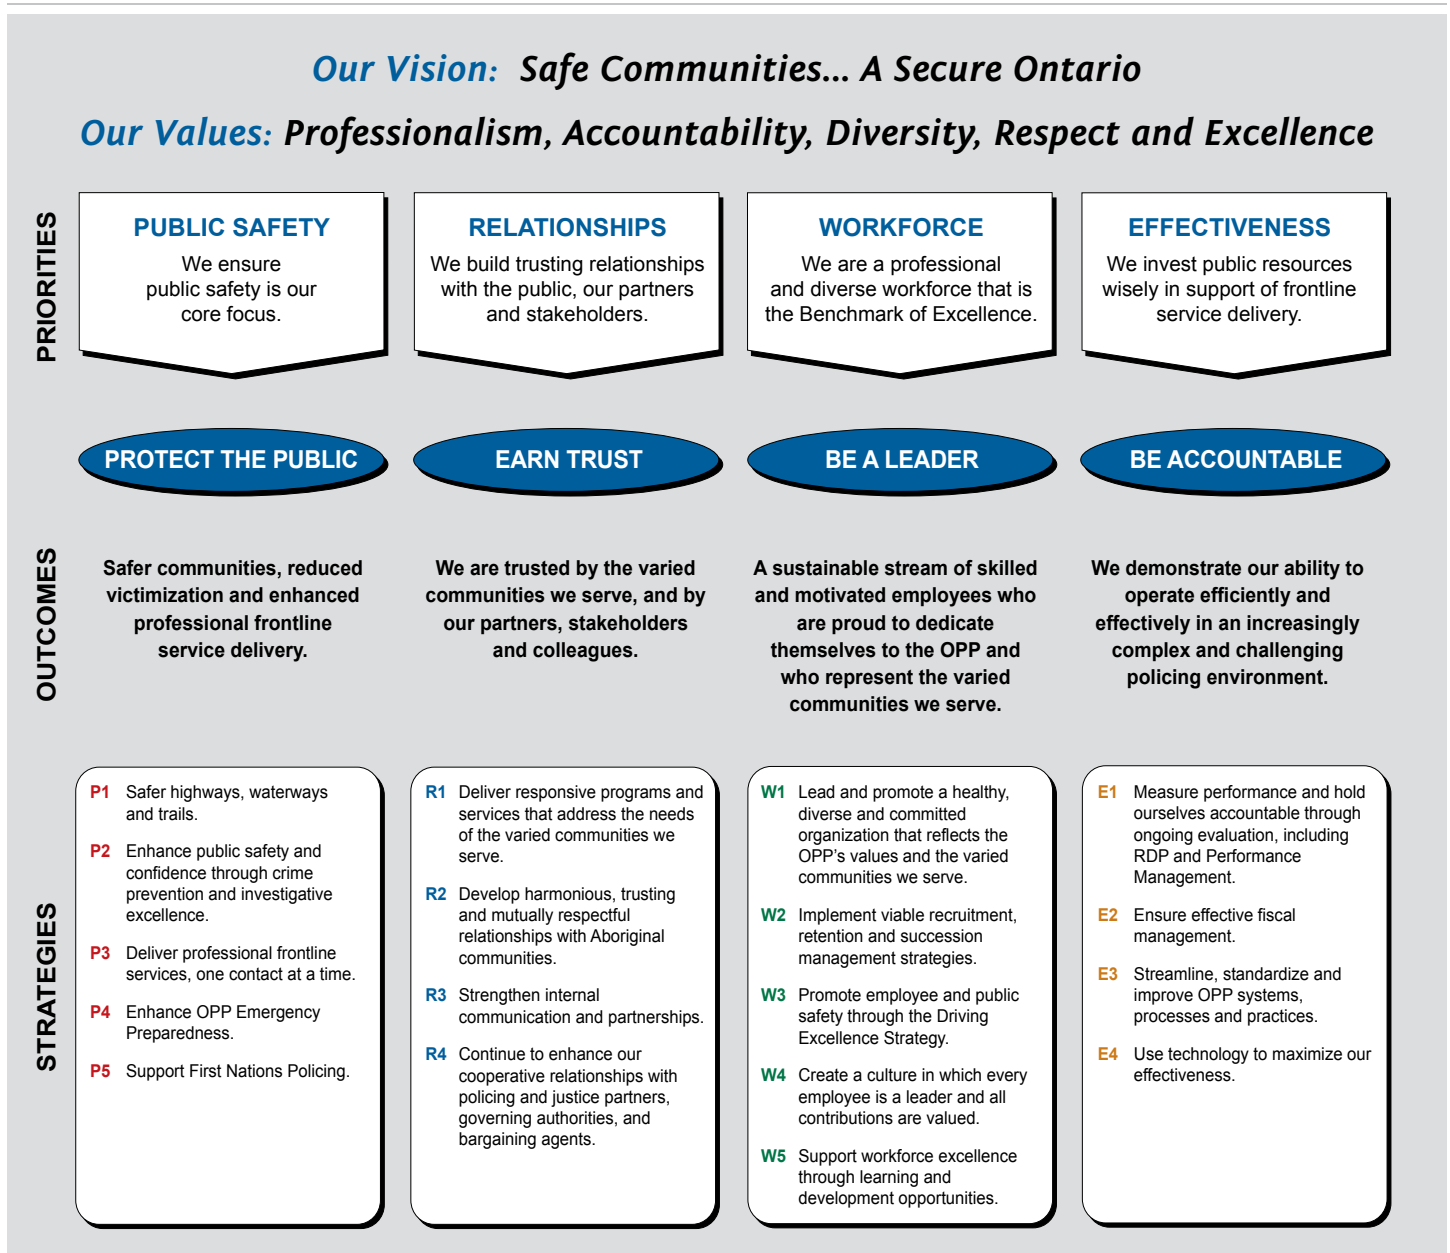 Our Vision: Safe Communities... A Secure Ontario
Our Values: Professionalism, Accountability, Diversity, Respect and Excellence
PRIORITIES
PUBLIC SAFETY
We ensure
public safety is our
core focus.
RELATIONSHIPS
We build trusting relationships
with the public, our partners
and stakeholders.
WORKFORCE
We are a professional
and diverse workforce that is
the Benchmark of Excellence.
EFFECTIVENESS
We invest public resources
wisely in support of frontline
service delivery.
PROTECT THE PUBLIC
EARN TRUST
BE A LEADER
BE ACCOUNTABLE
OUTCOMES
Safer communities, reduced
victimization and enhanced
professional frontline
service delivery.
We are trusted by the varied
communities we serve, and by
our partners, stakeholders
and colleagues.
A sustainable stream of skilled
and motivated employees who
are proud to dedicate
themselves to the OPP and
who represent the varied
communities we serve.
We demonstrate our ability to
operate efficiently and
effectively in an increasingly
complex and challenging
policing environment.
STRATEGIES
P1 Safer highways, waterways
and trails.
P2 Enhance public safety and
confidence through crime
prevention and investigative
excellence.
P3 Deliver professional frontline
services, one contact at a time.
P4 Enhance OPP Emergency
Preparedness.
P5 Support First Nations Policing.
R1 Deliver responsive programs and
services that address the needs
of the varied communities we
serve.
R2 Develop harmonious, trusting
and mutually respectful
relationships with Aboriginal
communities.
R3 Strengthen internal
communication and partnerships.
R4 Continue to enhance our
cooperative relationships with
policing and justice partners,
governing authorities, and
bargaining agents.
W1 Lead and promote a healthy,
diverse and committed
organization that reflects the
OPP's values and the varied
communities we serve.
W2 Implement viable recruitment,
retention and succession
management strategies.
W3 Promote employee and public
safety through the Driving
Excellence Strategy.
W4 Create a culture in which every
employee is a leader and all
contributions are valued.
W5 Support workforce excellence
through learning and
development opportunities.
E1 Measure performance and hold
ourselves accountable through
ongoing evaluation, including
RDP and Performance
Management.
E2 Ensure effective fiscal
management.
E3 Streamline, standardize and
improve OPP systems,
processes and practices.
E4 Use technology to maximize our
effectiveness.